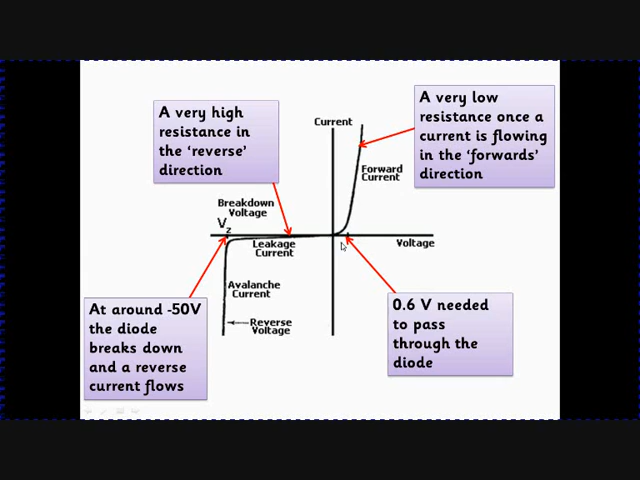 A very high
resistance in
the ‘reverse’
direction
Current
A very low
resistance once a
current is flowing
in the ‘forwards’
direction
Forward
Current
Breakdown
Voltage
Vz
Leakage
Current
Voltage
Avalanche
Current
Reverse
Voltage
At around -50V
the diode
breaks down
and a reverse
current flows
0.6 V needed
to pass
through the
diode